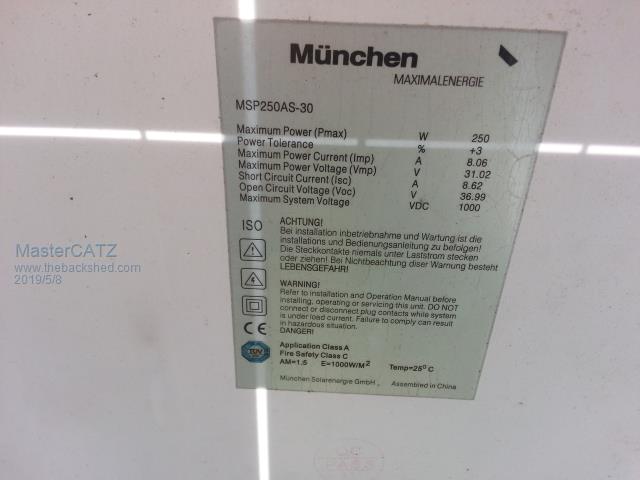 München
MAXIMALENERGIE
MSP250AS-30
Maximum Power (Pmax) W 250
Power Tolerance % +3
Maximum Power Current (Imp) A 8.06
Maximum Power Voltage (Vmp) V 31.02
Short Circuit Current (Isc) A 8.62
Open Circuit Voltage (Voc) V 36.99
Maximum System Voltage VDC 1000
ISO
ACHTUNG!
Bei installation inbetriebnahme und Wartung ist die
installations und Bedienungsanleitung zu befolgen!
Die Steckkontakte niemals unter Laststrom stecken
oder ziehen! Bei Nichtbeachtung diser Warnung besteht
LEBENSGEFAHR!
WARNING!
Refer to installation and Operation Manual before
installing, operating or servicing this unit. DO NOT
connect or disconnect plug contacts while system
is under load current. Failure to comply can result
in hazardous situation.
DANGER!
CE
TÜV
Application Class A
Fire Safety Class C
AM=1.5 E=1000W/M² Temp=25° C
München Solarenergie GmbH Assembled in China
QC
PASS
MasterCATZ
www.thebackshed.com
2019/5/8